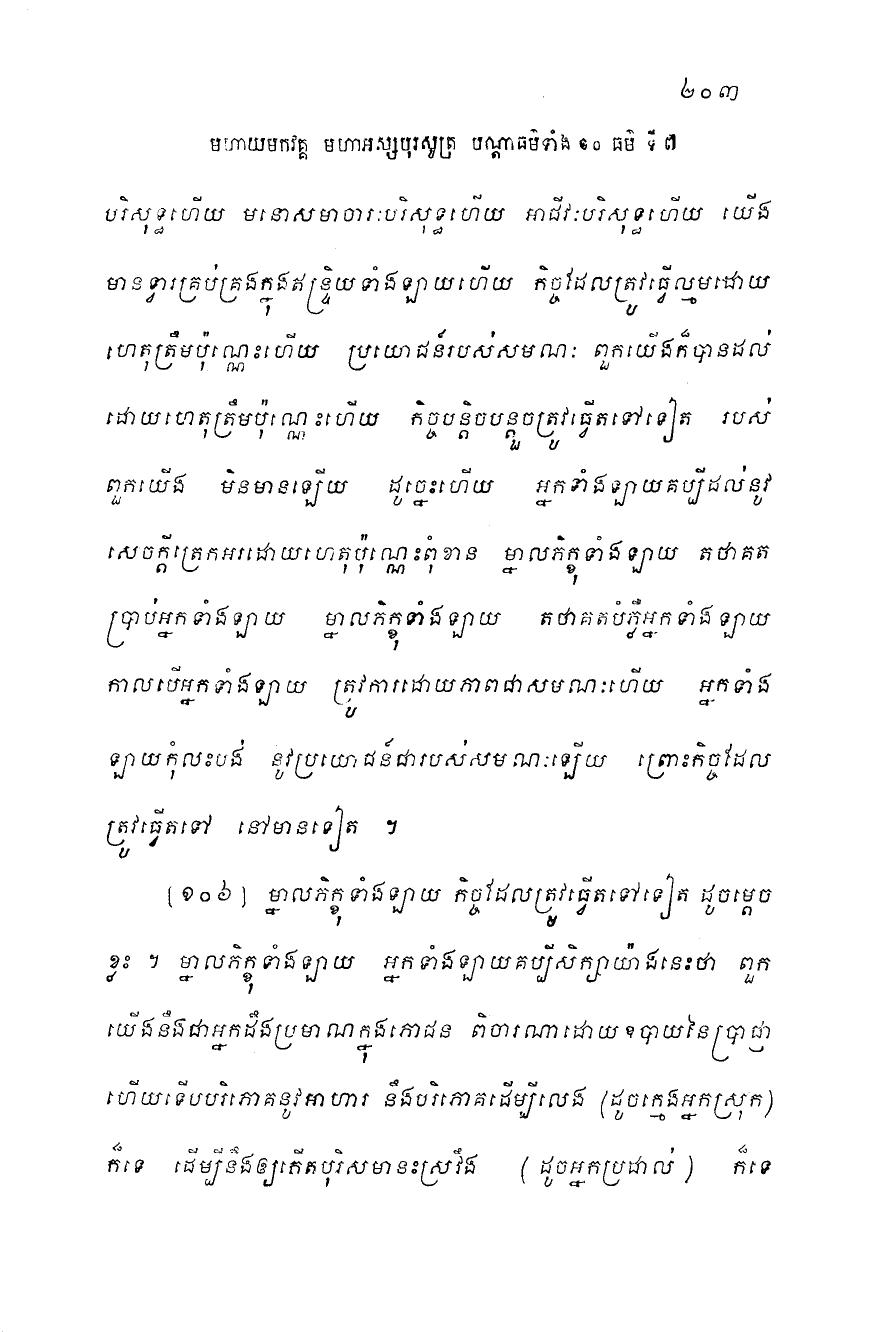 ២០៣
មហាយមកវគ្គ មហាអស្សបុរសូត្រ បណ្តាធម៌ទាំង ១០ ធម៌ ទី ៧
បរិសុទ្ធហើយ មនោសមាចារៈបរិសុទ្ធហើយ អាជីវៈបរិសុទ្ធហើយ យើង
មានទ្វារគ្រប់គ្រងក្នុងឥន្ទ្រិយទាំងឡាយហើយ កិច្ចដែលត្រូវធ្វើល្មមដោយ
ហេតុត្រឹមប៉ុណ្ណេះហើយ ប្រយោជន៍របស់សមណៈ ពួកយើងក៏បានដល់
ដោយហេតុត្រឹមប៉ុណ្ណេះហើយ កិច្ចបន្តិចបន្តួចត្រូវធ្វើតទៅទៀត របស់
ពួកយើង មិនមានឡើយ ដូច្នេះហើយ អ្នកទាំងឡាយគប្បីដល់នូវ
សេចក្តីត្រេកអរដោយហេតុប៉ុណ្ណេះពុំខាន ម្នាលភិក្ខុទាំងឡាយ តថាគត
ប្រាប់អ្នកទាំងឡាយ ម្នាលភិក្ខុទាំងឡាយ តថាគតបំភ្លឺអ្នកទាំងឡាយ
កាលបើអ្នកទាំងឡាយ ត្រូវការដោយភាពជាសមណៈហើយ អ្នកទាំង
ឡាយកុំលះបង់ នូវប្រយោជន៍ជារបស់សមណៈឡើយ ព្រោះកិច្ចដែល
ត្រូវធ្វើតទៅ នៅមានទៀត ។
[១០៦] ម្នាលភិក្ខុទាំងឡាយ កិច្ចដែលត្រូវធ្វើតទៅទៀត ដូចម្តេច
ខ្លះ ។ ម្នាលភិក្ខុទាំងឡាយ អ្នកទាំងឡាយគប្បីសិក្សាយ៉ាងនេះថា ពួក
យើងនឹងជាអ្នកដឹងប្រមាណក្នុងភោជន ពិចារណាដោយឧបាយនៃប្រាជ្ញា
ហើយទើបបរិភោគនូវអាហារ នឹងបរិភោគដើម្បីលេង (ដូចក្មេងអ្នកស្រុក)
ក៏ទេ ដើម្បីនឹងឲ្យកើតបុរិសមានះស្រវឹង (ដូចអ្នកប្រដាល់) ក៏ទេ